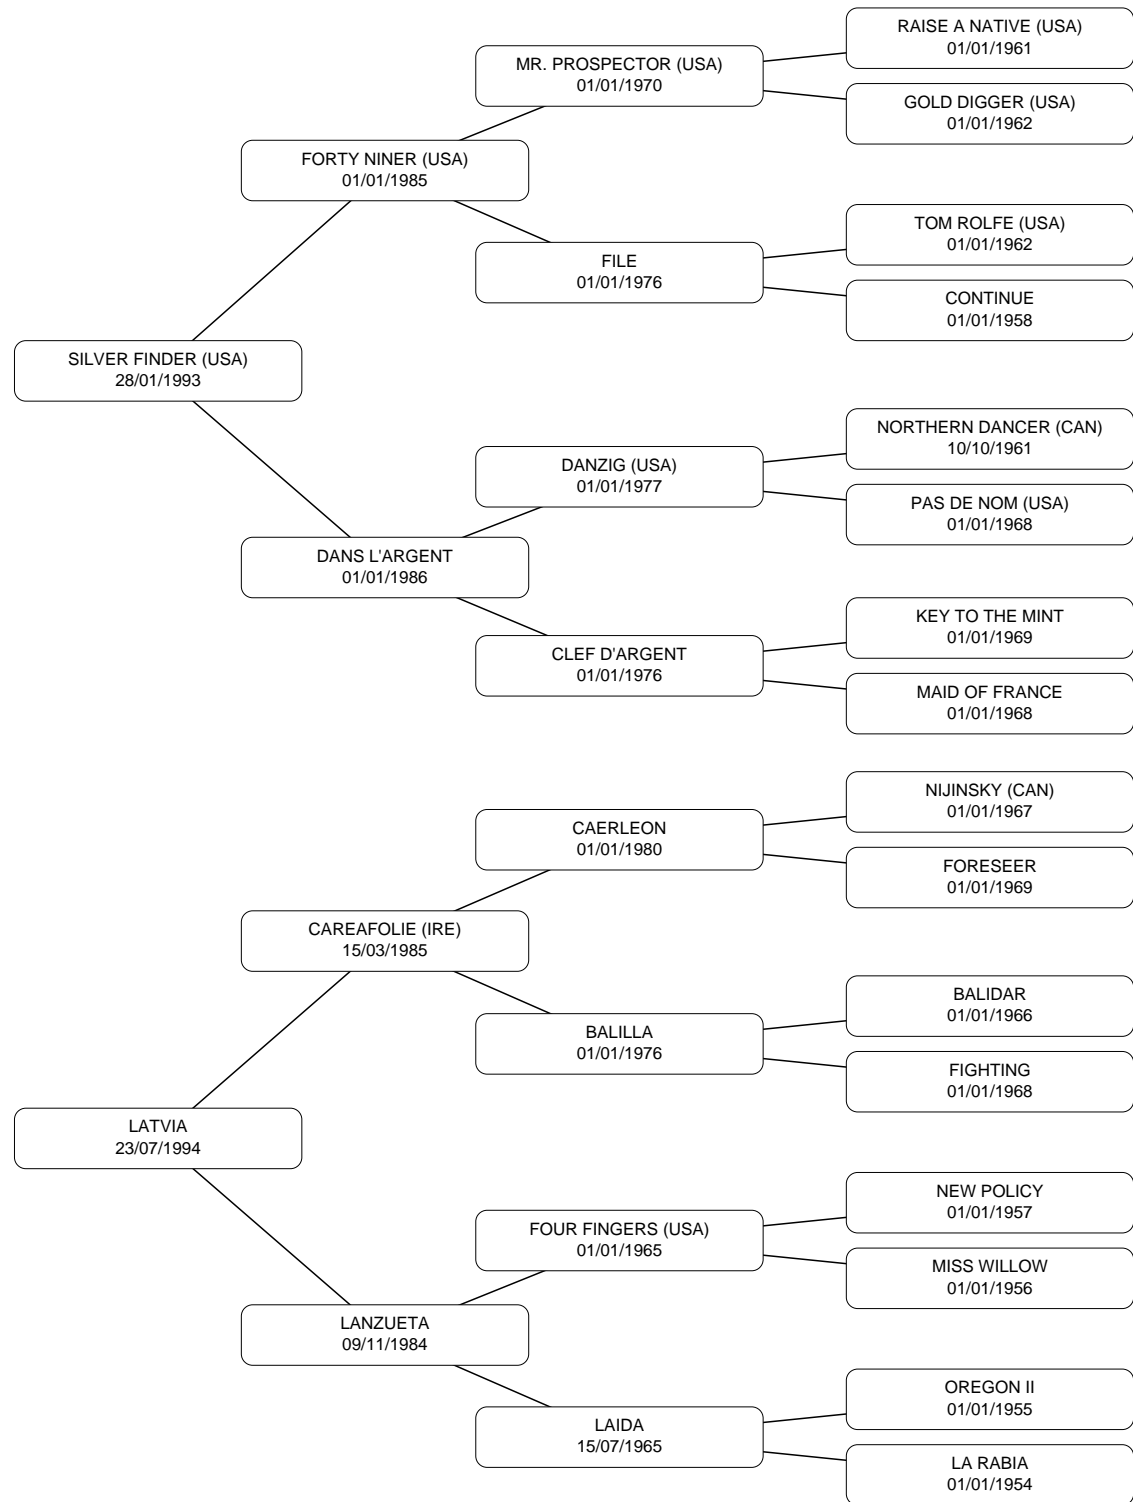 RAISE A NATIVE (USA)
01/01/1961
MR. PROSPECTOR (USA)
01/01/1970
GOLD DIGGER (USA)
01/01/1962
FORTY NINER (USA)
01/01/1985
TOM ROLFE (USA)
01/01/1962
FILE
01/01/1976
CONTINUE
01/01/1958
SILVER FINDER (USA)
28/01/1993
NORTHERN DANCER (CAN)
10/10/1961
DANZIG (USA)
01/01/1977
PAS DE NOM (USA)
01/01/1968
DANS L'ARGENT
01/01/1986
KEY TO THE MINT
01/01/1969
CLEF D'ARGENT
01/01/1976
MAID OF FRANCE
01/01/1968
NIJINSKY (CAN)
01/01/1967
CAERLEON
01/01/1980
FORESEER
01/01/1969
CAREAFOLIE (IRE)
15/03/1985
BALIDAR
01/01/1966
BALILLA
01/01/1976
FIGHTING
01/01/1968
LATVIA
23/07/1994
NEW POLICY
01/01/1957
FOUR FINGERS (USA)
01/01/1965
MISS WILLOW
01/01/1956
LANZUETA
09/11/1984
OREGON II
01/01/1955
LAIDA
15/07/1965
LA RABIA
01/01/1954